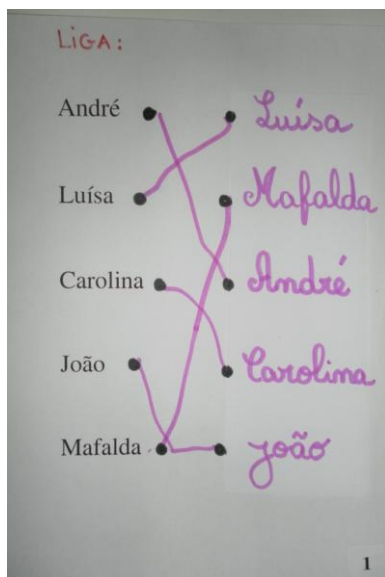 LiGA:
André Luísa
Luísa Mafalda
Carolina André
João Carolina
Mafalda João
1